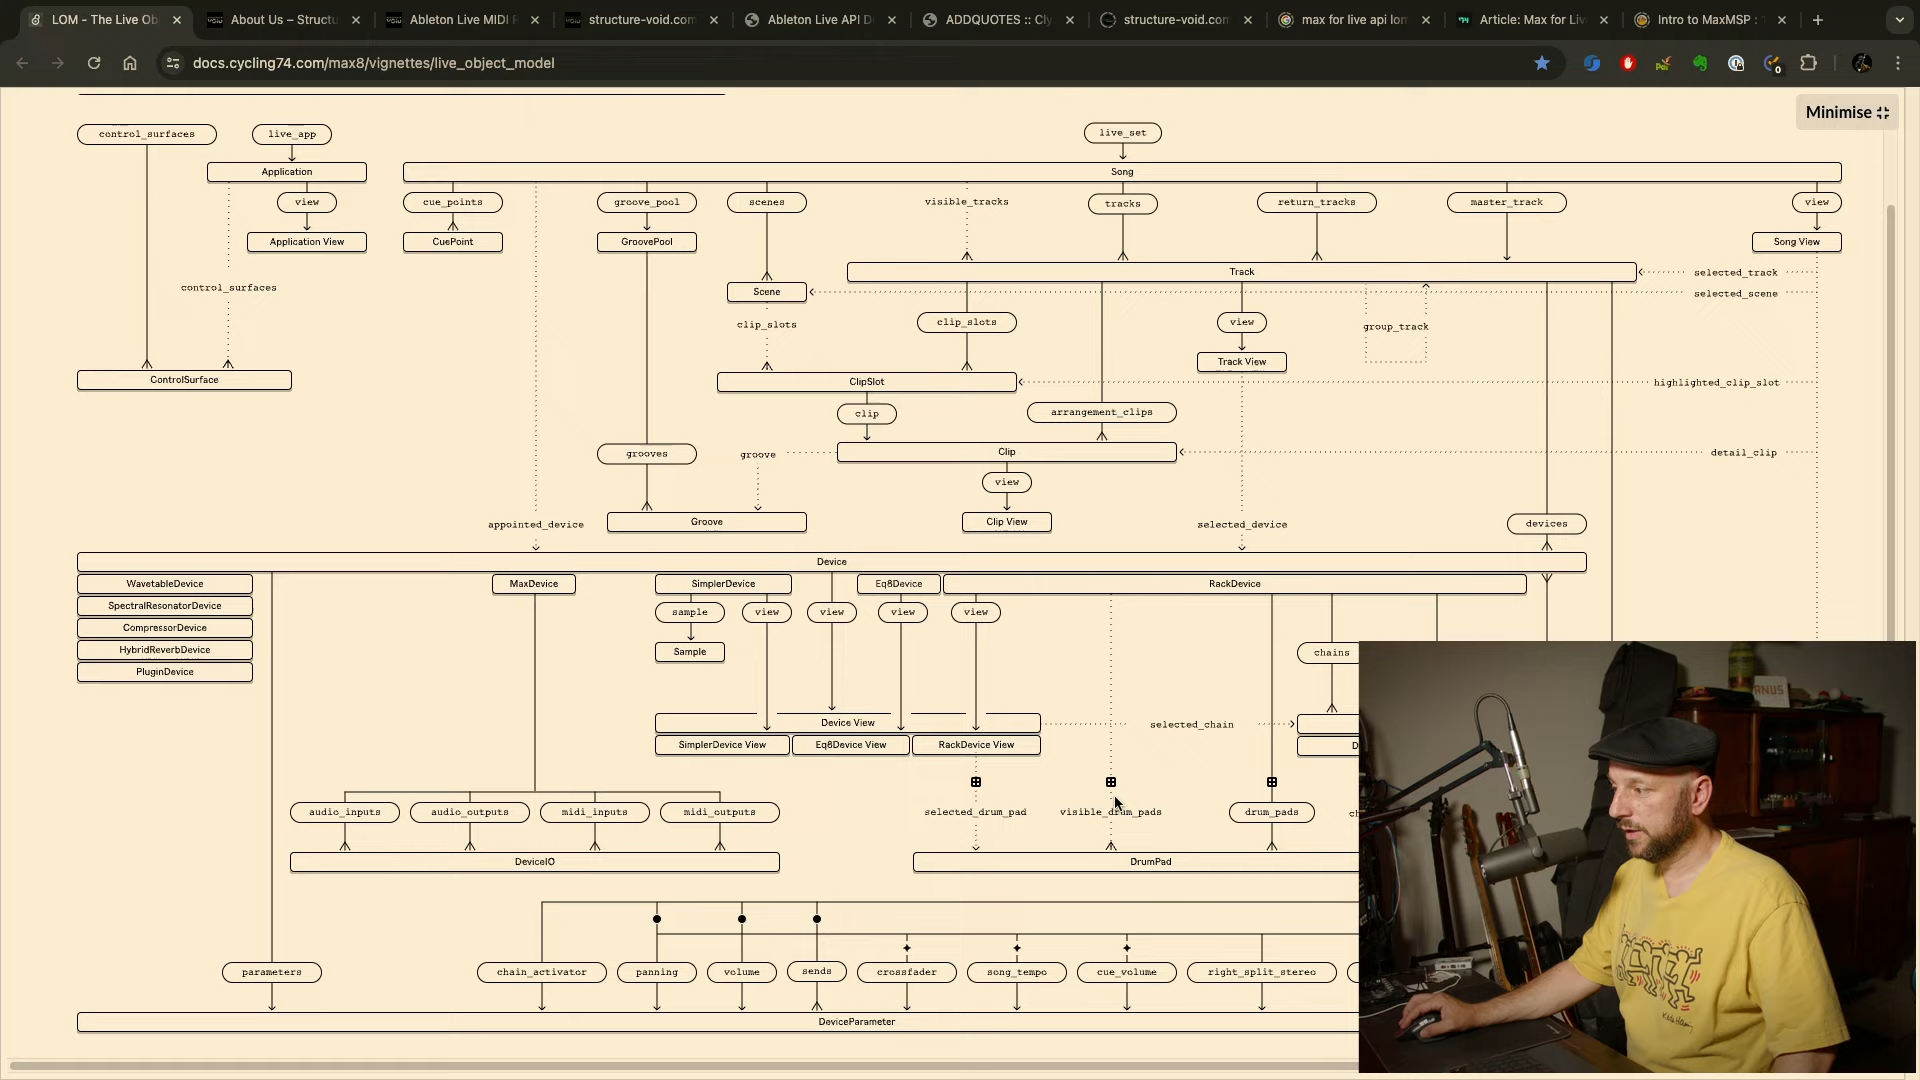 LOM - The Live Ob
About Us – Structu
Ableton Live MIDI R
structure-void.com
Ableton Live API D
ADDQUOTES :: Cly
structure-void.com
max for live api lom
Article: Max for Liv
Intro to MaxMSP :
docs.cycling74.com/max8/vignettes/live_object_model
0
Minimise
control_surfaces
live_app
live_set
Application
Song
view
cue_points
groove_pool
scenes
visible_tracks
tracks
return_tracks
master_track
view
Application View
CuePoint
GroovePool
Song View
Track
selected_track
control_surfaces
Scene
selected_scene
clip_slots
clip_slots
view
group_track
Track View
ControlSurface
ClipSlot
highlighted_clip_slot
clip
arrangement_clips
grooves
groove
Clip
detail_clip
view
appointed_device
Groove
Clip View
selected_device
devices
Device
WavetableDevice
MaxDevice
SimplerDevice
Eq8Device
RackDevice
SpectralResonatorDevice
sample
view
view
view
view
CompressorDevice
HybridReverbDevice
Sample
chains
PluginDevice
Device View
selected_chain
SimplerDevice View
Eq8Device View
RackDevice View
D
audio_inputs
audio_outputs
midi_inputs
midi_outputs
selected_drum_pad
visible_drum_pads
drum_pads
ch
DeviceIO
DrumPad
parameters
chain_activator
panning
volume
sends
crossfader
song_tempo
cue_volume
right_split_stereo
DeviceParameter